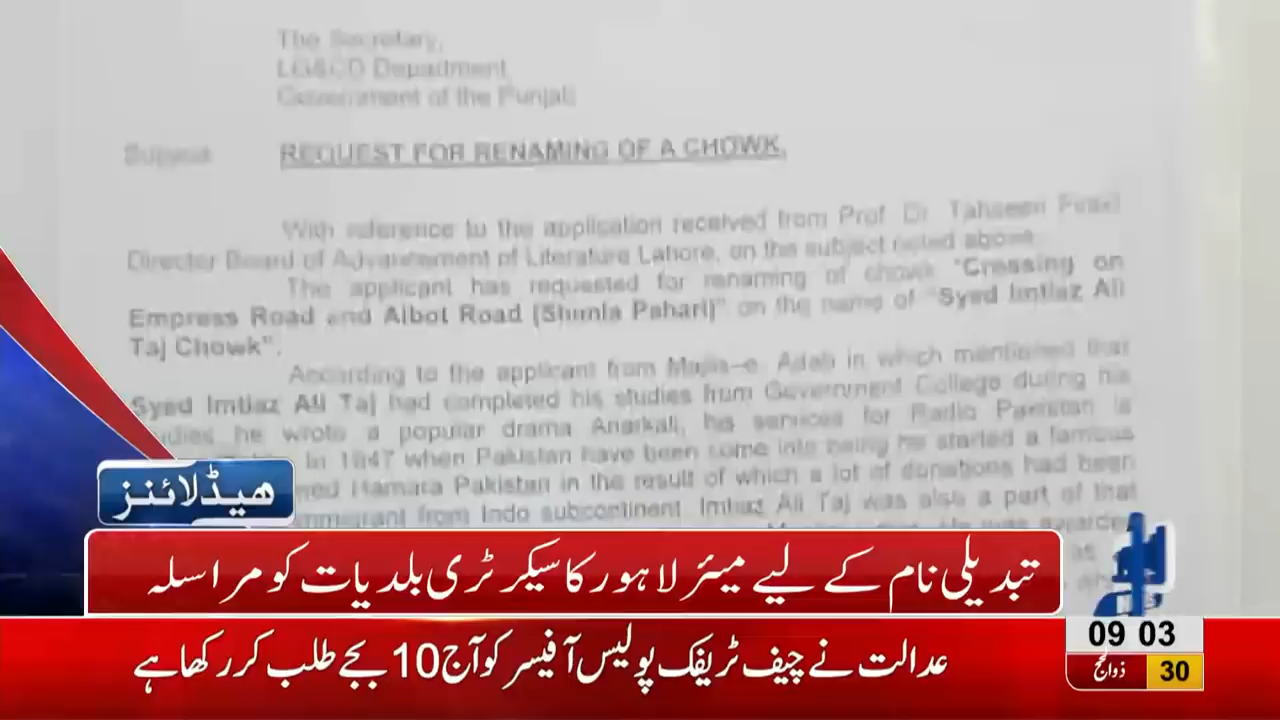 The Secretary,
LG&CD Department
Government of the Punjab
Subject
REQUEST FOR RENAMING OF A CHOWK.
With reference to the application received from Prof. Dr. Tahseen Firaqi
Director Board of Advancement of Literature Lahore, on the subject noted above.
The applicant has requested for renaming of chowk "Crossing on
Empress Road and Albot Road (Shimla Pahari)" on the name of "Syed Imtiaz Ali
Taj Chowk".
According to the applicant from Majlis-e- Adab in which mentioned that
Syed Imtiaz Ali Taj had completed his studies from Government College during his
he wrote a popular drama Anarkali, his services for Radio Pakistan is
In 1947 when Pakistan have been come into being he started a famous
Hamara Pakistan in the result of which a lot of donations had been
from Indo subcontinent. Imtiaz Ali Taj was also a part of that
ہیڈلائنز
تبدیلی نام کے لیے میئر لاہور کا سیکرٹری بلدیات کو مراسلہ
عدالت نے چیف ٹریفک پولیس آفیسر کو آج 10 بجے طلب کر رکھا ہے
09 03
30 ذوالحج